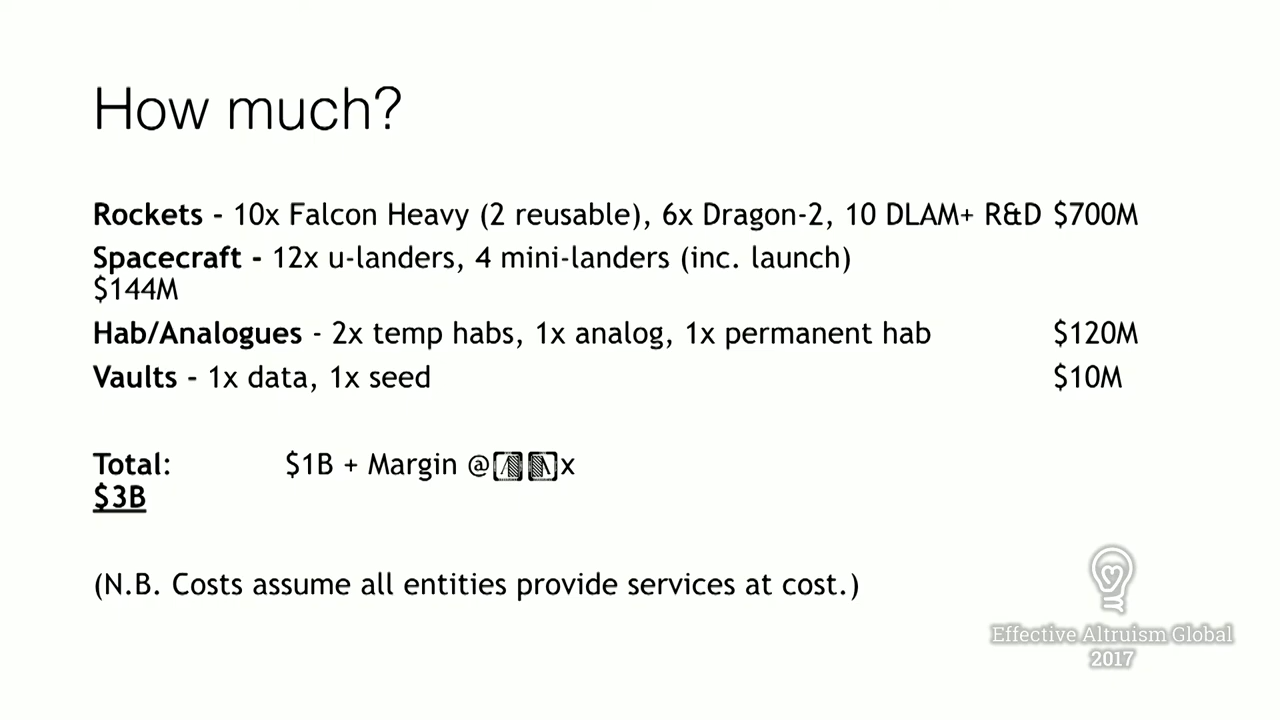 How much?
Rockets - 10x Falcon Heavy (2 reusable), 6x Dragon-2, 10 DLAM+ R&D $700M
Spacecraft - 12x u-landers, 4 mini-landers (inc. launch)
$144M
Hab/Analogues - 2x temp habs, 1x analog, 1x permanent hab $120M
Vaults - 1x data, 1x seed $10M
Total: $1B + Margin @ x
$3B
(N.B. Costs assume all entities provide services at cost.)
Effective Altruism Global
2017